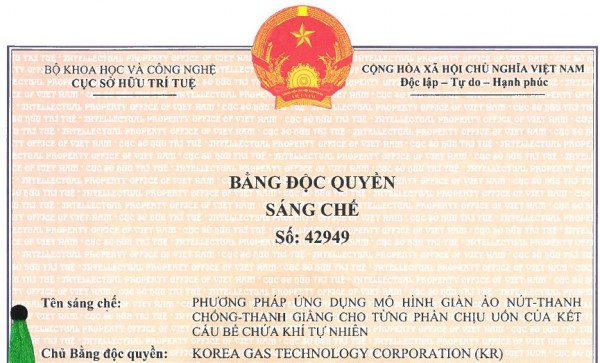 BỘ KHOA HỌC VÀ CÔNG NGHỆ
CỤC SỞ HỮU TRÍ TUỆ
CỘNG HÒA XÃ HỘI CHỦ NGHĨA VIỆT NAM
Độc lập – Tự do – Hạnh phúc
BẰNG ĐỘC QUYỀN
SÁNG CHẾ
Số: 42949
Tên sáng chế: PHƯƠNG PHÁP ỨNG DỤNG MÔ HÌNH GIÀN ẢO NÚT-THANH
CHỐNG-THANH GIẰNG CHO TỪNG PHẦN CHỊU UỐN CỦA KẾT
CẤU BỂ CHỨA KHÍ TỰ NHIÊN
Chủ Bằng độc quyền: KOREA GAS TECHNOLOGY CORPORATION (KR)